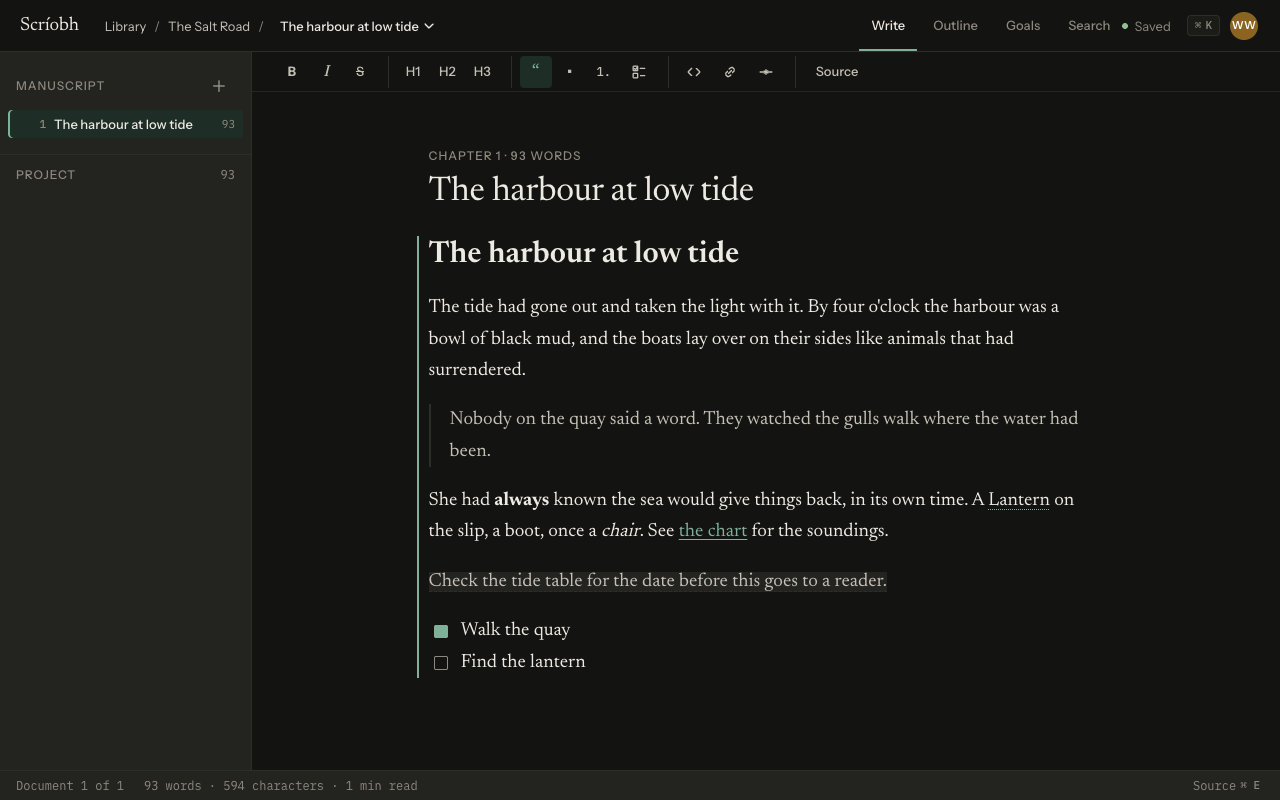 Scríobh Library / The Salt Road / The harbour at low tide Write Outline Goals Search Saved ⌘ K WW
B I S H1 H2 H3 “ ▪ 1. Source
MANUSCRIPT
1 The harbour at low tide 93
PROJECT 93
CHAPTER 1 · 93 WORDS
The harbour at low tide
The harbour at low tide
The tide had gone out and taken the light with it. By four o'clock the harbour was a
bowl of black mud, and the boats lay over on their sides like animals that had
surrendered.
Nobody on the quay said a word. They watched the gulls walk where the water had
been.
She had always known the sea would give things back, in its own time. A Lantern on
the slip, a boot, once a chair. See the chart for the soundings.
Check the tide table for the date before this goes to a reader.
Walk the quay
Find the lantern
Document 1 of 1 93 words · 594 characters · 1 min read Source ⌘ E